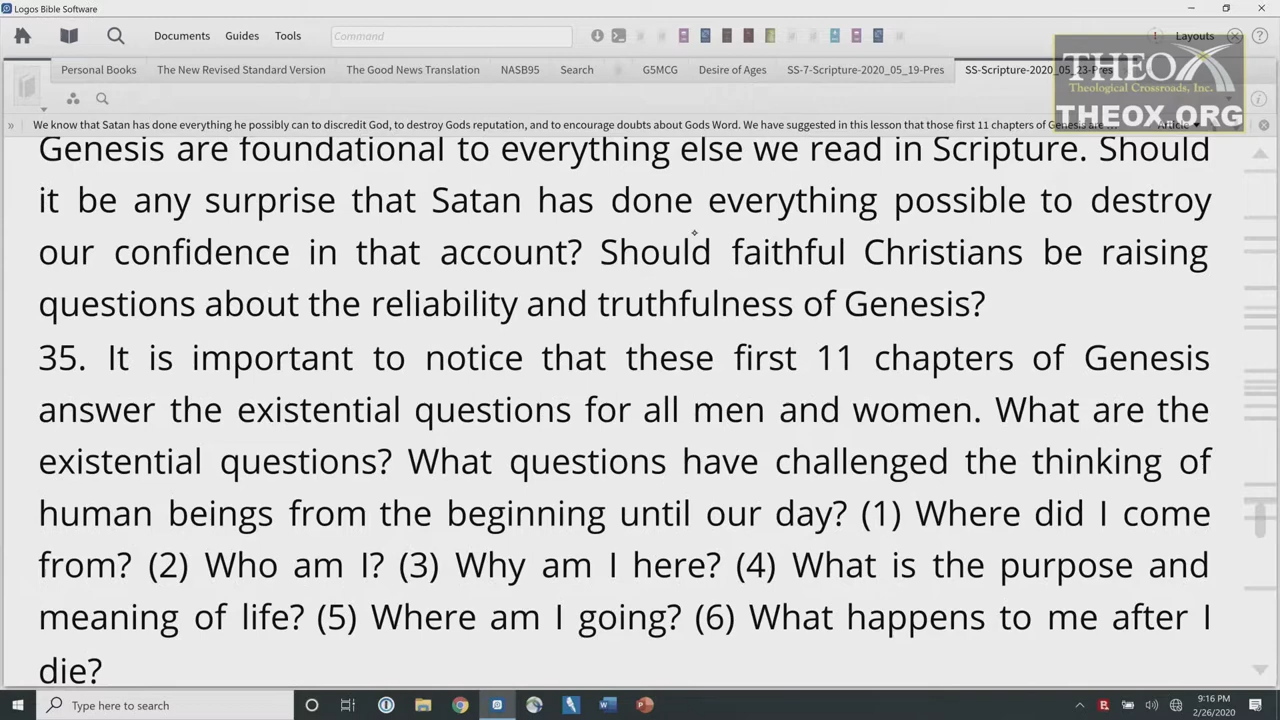 Logos Bible Software
Documents Guides Tools Command 1 Layouts
THEOX
Theological Crossroads, Inc.
THEOX.ORG
Personal Books The New Revised Standard Version NASB95 Search G5MCG Desire of Ages SS-7-Scripture-2020_05_19-Pres SS-Scripture-2020_05_23-Pres
We know that Satan has done everything he possibly can to discredit to destroy Gods reputation, and to encourage doubts about Gods Word. We have suggested in this lesson that those first 11 chapters of Genesis are
Genesis are foundational to everything else we read in Scripture. Should
it be any surprise that Satan has done everything possible to destroy
our confidence in that account? Should faithful Christians be raising
questions about the reliability and truthfulness of Genesis?
35. It is important to notice that these first 11 chapters of Genesis
answer the existential questions for all men and women. What are the
existential questions? What questions have challenged the thinking of
human beings from the beginning until our day? (1) Where did I come
from? (2) Who am I? (3) Why am I here? (4) What is the purpose and
meaning of life? (5) Where am I going? (6) What happens to me after I
die?
Type here to search
9:16 PM
2/26/2020